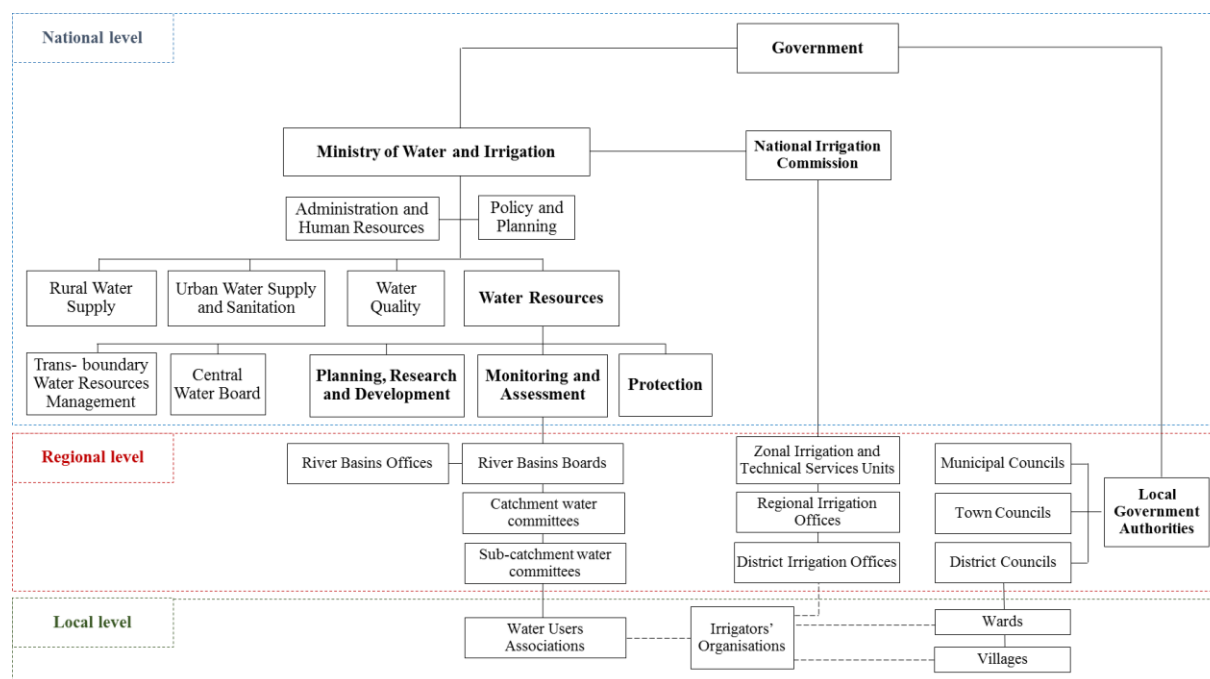 National level
Government
Ministry of Water and Irrigation
National Irrigation
Commission
Administration and
Human Resources
Policy and
Planning
Rural Water
Supply
Urban Water Supply
and Sanitation
Water
Quality
Water Resources
Trans- boundary
Water Resources
Management
Central
Water Board
Planning, Research
and Development
Monitoring and
Assessment
Protection
Regional level
River Basins Offices
River Basins Boards
Zonal Irrigation and
Technical Services Units
Municipal Councils
Local
Government
Authorities
Catchment water
committees
Regional Irrigation
Offices
Town Councils
Sub-catchment water
committees
District Irrigation Offices
District Councils
Local level
Water Users
Associations
Irrigators’
Organisations
Wards
Villages